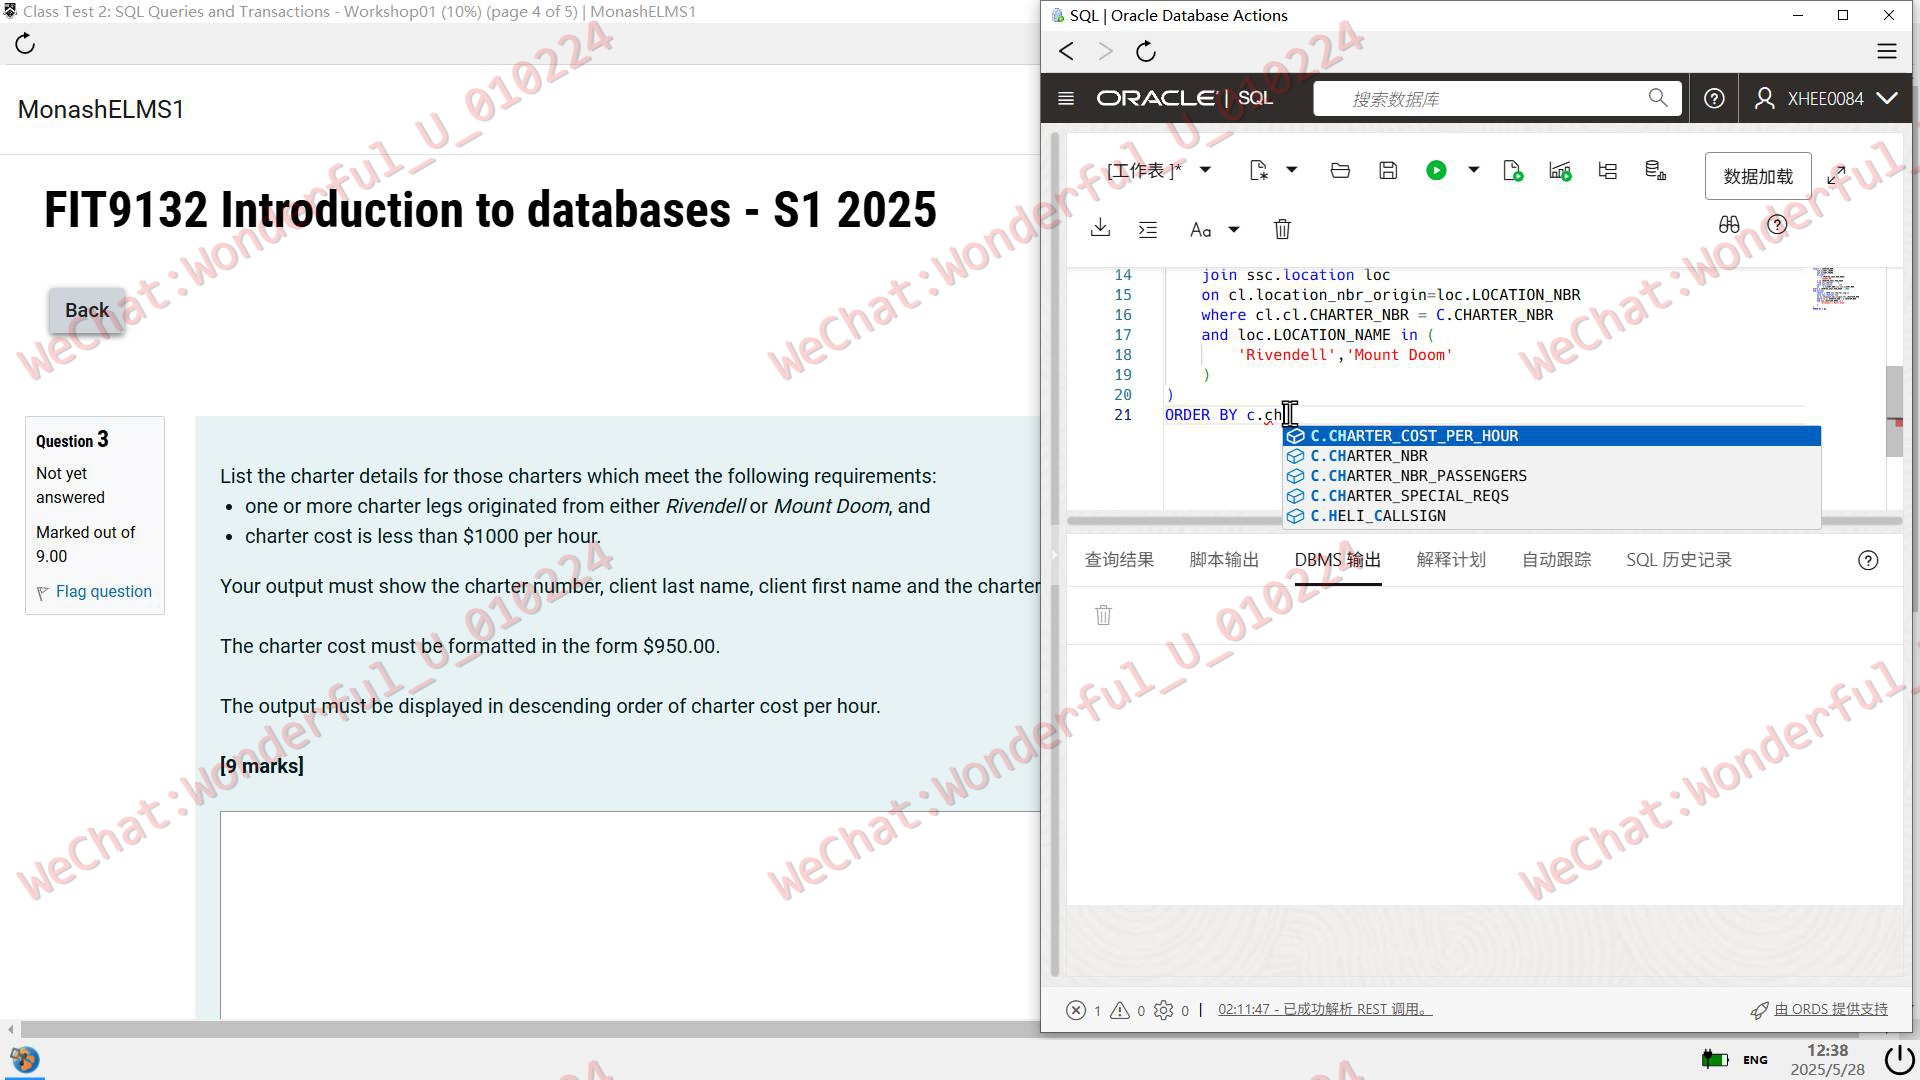 Class Test 2: SQL Queries and Transactions - Workshop01 (10%) (page 4 of 5) | MonashELMS1
MonashELMS1
FIT9132 Introduction to databases - S1 2025
Back
Question 3
Not yet
answered
Marked out of
9.00
Flag question
List the charter details for those charters which meet the following requirements:
• one or more charter legs originated from either Rivendell or Mount Doom, and
• charter cost is less than $1000 per hour.
Your output must show the charter number, client last name, client first name and the charter
The charter cost must be formatted in the form $950.00.
The output must be displayed in descending order of charter cost per hour.
[9 marks]
SQL | Oracle Database Actions
ORACLE | SQL
搜索数据库
XHEE0084
[工作表]*
数据加载
Aa
14 join ssc.location loc
15 on cl.location_nbr_origin=loc.LOCATION_NBR
16 where cl.cl.CHARTER_NBR = C.CHARTER_NBR
17 and loc.LOCATION_NAME in (
18 'Rivendell','Mount Doom'
19 )
20 )
21 ORDER BY c.ch
C.CHARTER_COST_PER_HOUR
C.CHARTER_NBR
C.CHARTER_NBR_PASSENGERS
C.CHARTER_SPECIAL_REQS
C.HELI_CALLSIGN
查询结果 脚本输出 DBMS 输出 解释计划 自动跟踪 SQL 历史记录
1 0 0 | 02:11:47 - 已成功解析 REST 调用。
由 ORDS 提供支持
ENG
12:38
2025/5/28
WeChat:Wonderful_U_010224
WeChat:Wonderful_U_010224
WeChat:Wonderful_
WeChat:Wonderful_U_010224
WeChat:Wonderful_U_010224
WeChat:Wonderful_